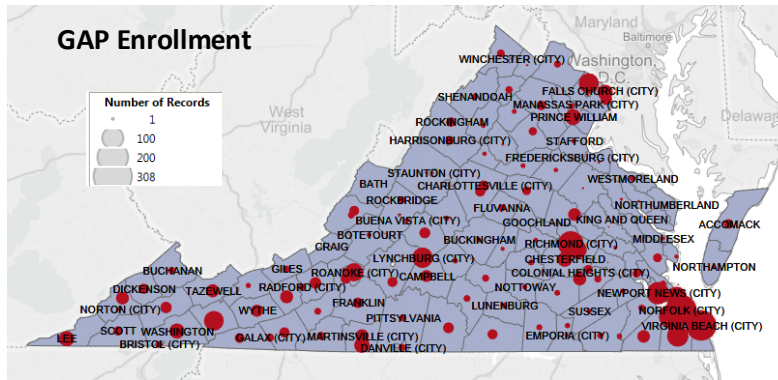 GAP Enrollment
Maryland
Baltimore
Washington,
D.C.
Delaware
West
Virginia
Number of Records
1
100
200
308
WINCHESTER (CITY)
FALLS CHURCH (CITY)
SHENANDOAH
MANASSAS PARK (CITY)
PRINCE WILLIAM
ROCKINGHAM
HARRISONBURG (CITY)
STAFFORD
FREDERICKSBURG (CITY)
STAUNTON (CITY)
WESTMORELAND
BATH
CHARLOTTESVILLE (CITY)
ROCKBRIDGE
NORTHUMBERLAND
FLUVANNA
BUENA VISTA (CITY)
GOOCHLAND
KING AND QUEEN
ACCOMACK
BOTETOURT
BUCKINGHAM
RICHMOND (CITY)
MIDDLESEX
CRAIG
LYNCHBURG (CITY)
CHESTERFIELD
NORTHAMPTON
BUCHANAN
GILES
ROANOKE (CITY)
CAMPBELL
COLONIAL HEIGHTS (CITY)
DICKENSON
TAZEWELL
RADFORD (CITY)
NOTTOWAY
NEWPORT NEWS (CITY)
NORTON (CITY)
WYTHE
FRANKLIN
LUNENBURG
SUSSEX
NORFOLK (CITY)
PITTSYLVANIA
SCOTT
WASHINGTON
VIRGINIA BEACH (CITY)
LEE
BRISTOL (CITY)
GALAX (CITY)
MARTINSVILLE (CITY)
EMPORIA (CITY)
DANVILLE (CITY)